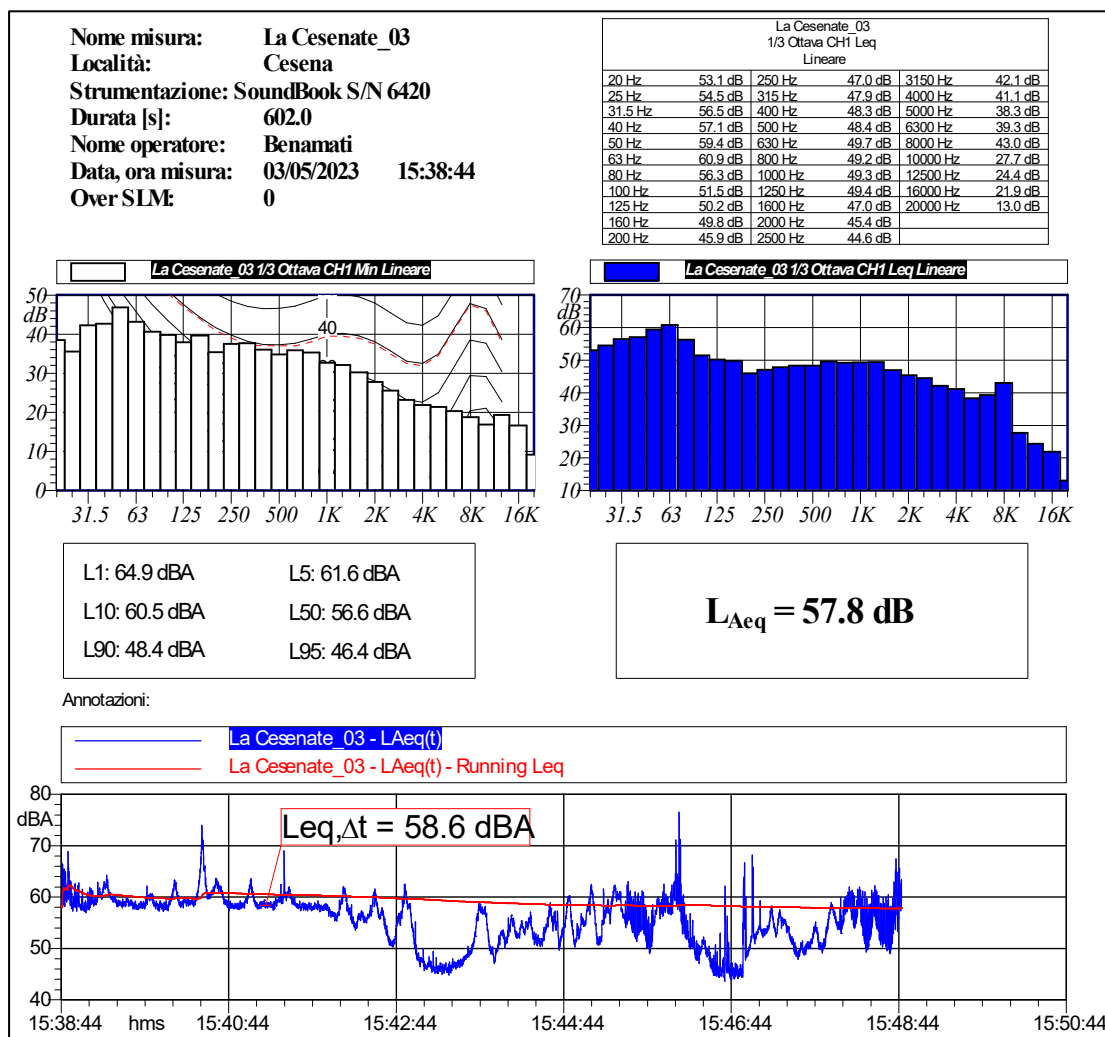 Nome misura: La Cesenate_03
Località: Cesena
Strumentazione: SoundBook S/N 6420
Durata [s]: 602.0
Nome operatore: Benamati
Data, ora misura: 03/05/2023 15:38:44
Over SLM: 0
La Cesenate_03
1/3 Ottava CH1 Leq
Lineare
20 Hz 53.1 dB 250 Hz 47.0 dB 3150 Hz 42.1 dB
25 Hz 54.5 dB 315 Hz 47.9 dB 4000 Hz 41.1 dB
31.5 Hz 56.5 dB 400 Hz 48.3 dB 5000 Hz 38.3 dB
40 Hz 57.1 dB 500 Hz 48.4 dB 6300 Hz 39.3 dB
50 Hz 59.4 dB 630 Hz 49.7 dB 8000 Hz 43.0 dB
63 Hz 60.9 dB 800 Hz 49.2 dB 10000 Hz 27.7 dB
80 Hz 56.3 dB 1000 Hz 49.3 dB 12500 Hz 24.4 dB
100 Hz 51.5 dB 1250 Hz 49.4 dB 16000 Hz 21.9 dB
125 Hz 50.2 dB 1600 Hz 47.0 dB 20000 Hz 13.0 dB
160 Hz 49.8 dB 2000 Hz 45.4 dB
200 Hz 45.9 dB 2500 Hz 44.6 dB
La Cesenate_03 1/3 Ottava CH1 Min Lineare
50
dB
40
30
20
10
0
40
31.5 63 125 250 500 1K 2K 4K 8K 16K
La Cesenate_03 1/3 Ottava CH1 Leq Lineare
70
dB
60
50
40
30
20
10
31.5 63 125 250 500 1K 2K 4K 8K 16K
L1: 64.9 dBA L5: 61.6 dBA
L10: 60.5 dBA L50: 56.6 dBA
L90: 48.4 dBA L95: 46.4 dBA
LAeq = 57.8 dB
Annotazioni:
La Cesenate_03 - LAeq(t)
La Cesenate_03 - LAeq(t) - Running Leq
80
dBA
70
60
50
40
Leq,Δt = 58.6 dBA
15:38:44 hms 15:40:44 15:42:44 15:44:44 15:46:44 15:48:44 15:50:44